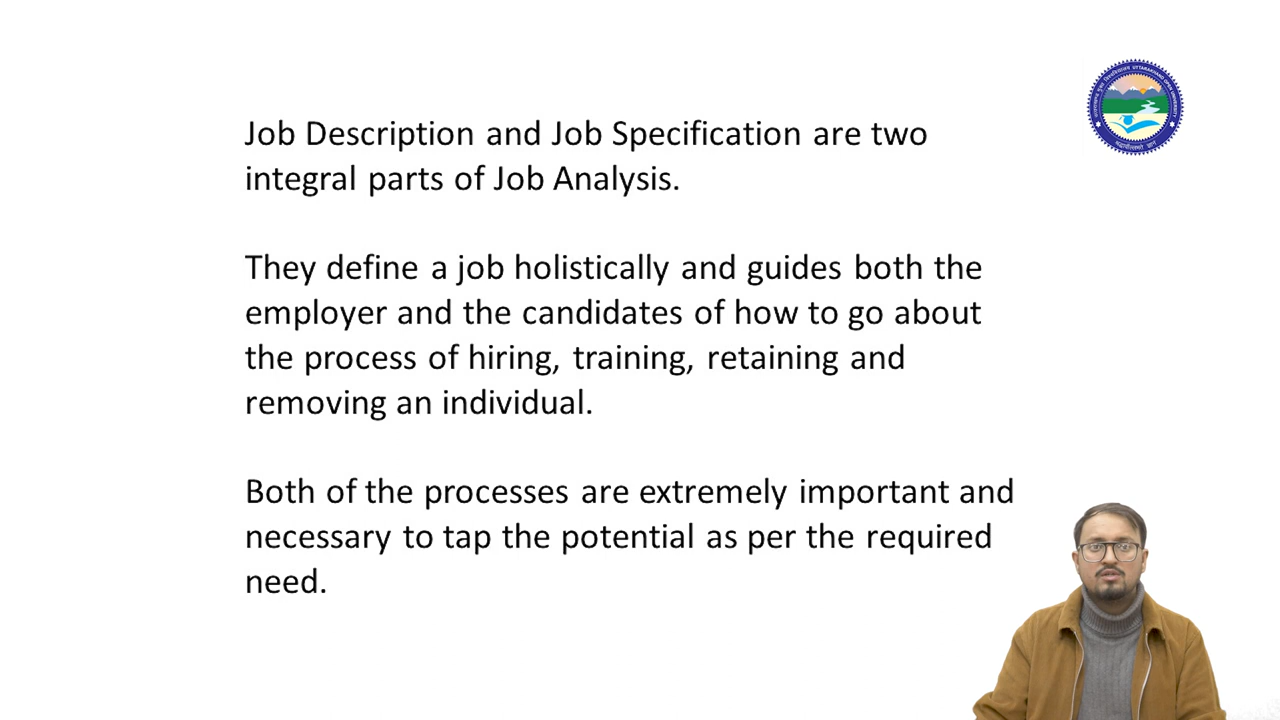 Job Description and Job Specification are two
integral parts of Job Analysis.
They define a job holistically and guides both the
employer and the candidates of how to go about
the process of hiring, training, retaining and
removing an individual.
Both of the processes are extremely important and
necessary to tap the potential as per the required
need.
UTTARAKHAND OPEN UNIVERSITY